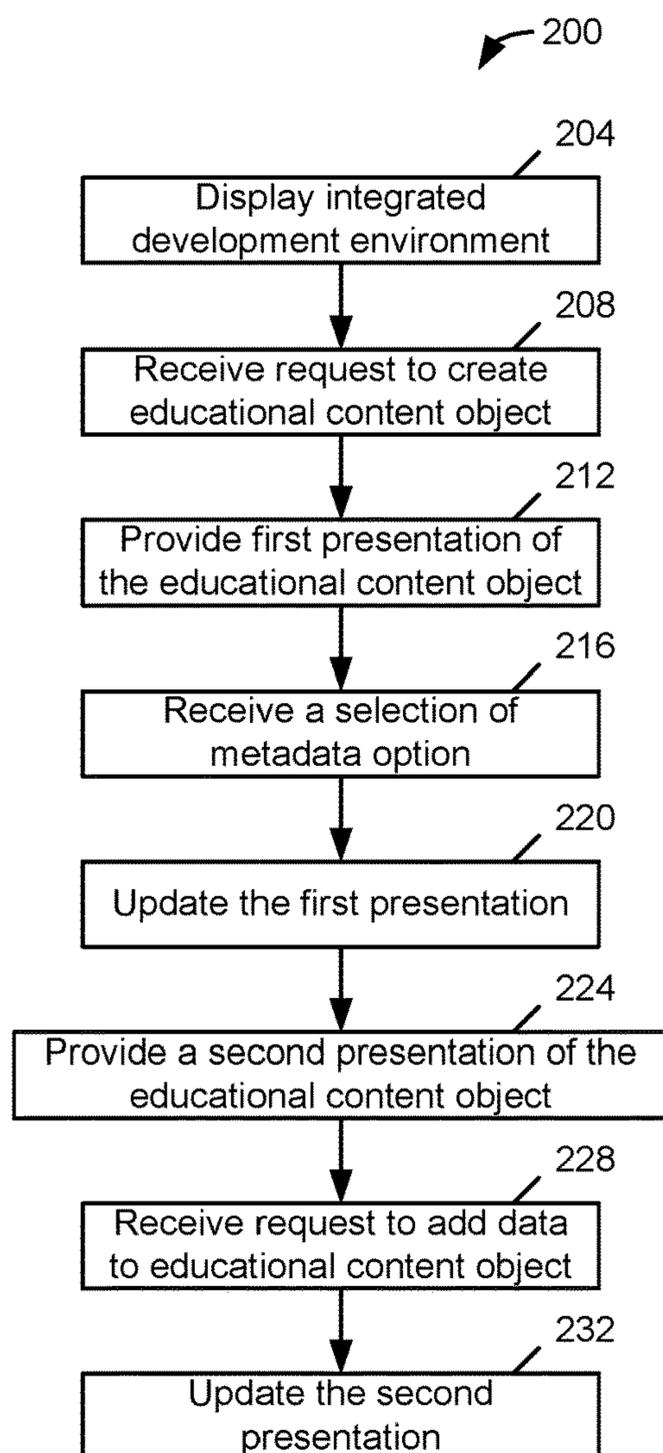 200
204
Display integrated
development environment
208
Receive request to create
educational content object
212
Provide first presentation of
the educational content object
216
Receive a selection of
metadata option
220
Update the first presentation
224
Provide a second presentation of the
educational content object
228
Receive request to add data
to educational content object
232
Update the second
presentation